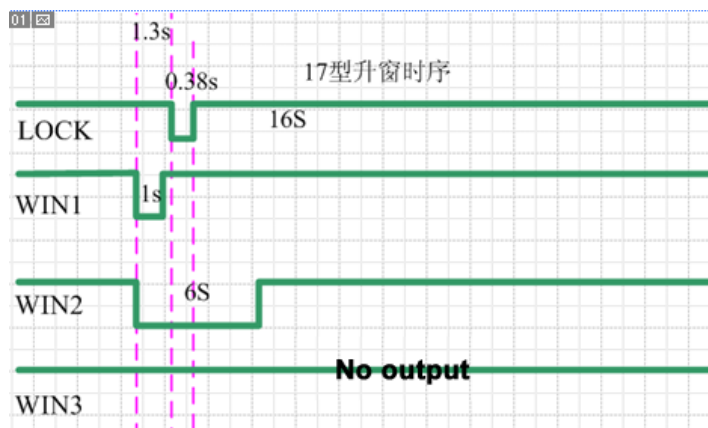 01
1.3s
0.38s
17型升窗时序
LOCK
16S
WIN1
1s
WIN2
6S
No output
WIN3